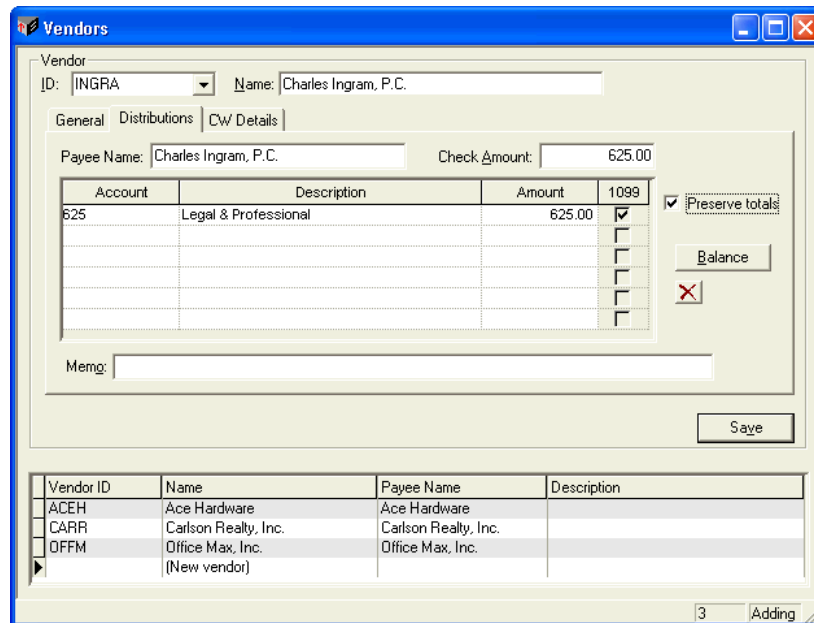 Vendors
Vendor
ID: INGRA Name: Charles Ingram, P.C.
General Distributions CW Details
Payee Name: Charles Ingram, P.C. Check Amount: 625.00
Account Description Amount 1099
Preserve totals
625 Legal & Professional 625.00
Balance
Memo:
Save
Vendor ID Name Payee Name Description
ACEH Ace Hardware Ace Hardware
CARR Carlson Realty, Inc. Carlson Realty, Inc.
OFFM Office Max, Inc. Office Max, Inc.
(New vendor)
3 Adding